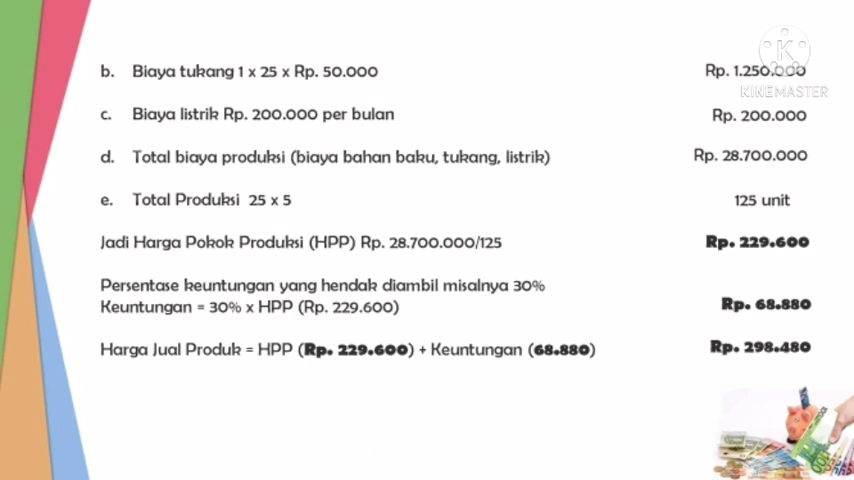 b. Biaya tukang 1 x 25 x Rp. 50.000 Rp. 1.250.000
KINEMASTER
c. Biaya listrik Rp. 200.000 per bulan Rp. 200.000
d. Total biaya produksi (biaya bahan baku, tukang, listrik) Rp. 28.700.000
e. Total Produksi 25 x 5 125 unit
Jadi Harga Pokok Produksi (HPP) Rp. 28.700.000/125 Rp. 229.600
Persentase keuntungan yang hendak diambil misalnya 30%
Keuntungan = 30% x HPP (Rp. 229.600) Rp. 68.880
Harga Jual Produk = HPP (Rp. 229.600) + Keuntungan (68.880) Rp. 298.480